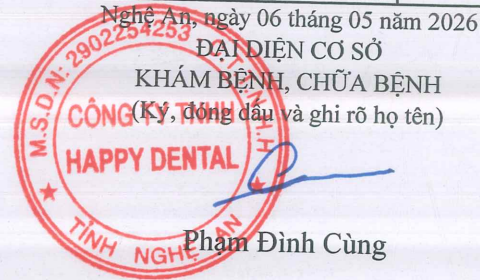 Nghệ An, ngày 06 tháng 05 năm 2026
ĐẠI DIỆN CƠ SỞ
KHÁM BỆNH, CHỮA BỆNH
(Ký, đóng dấu và ghi rõ họ tên)
M.S.D.N: 2902254253 C.T.T.N.H.H
CÔNG TY TNHH
HAPPY DENTAL
TỈNH NGHỆ AN
Phạm Đình Cùng